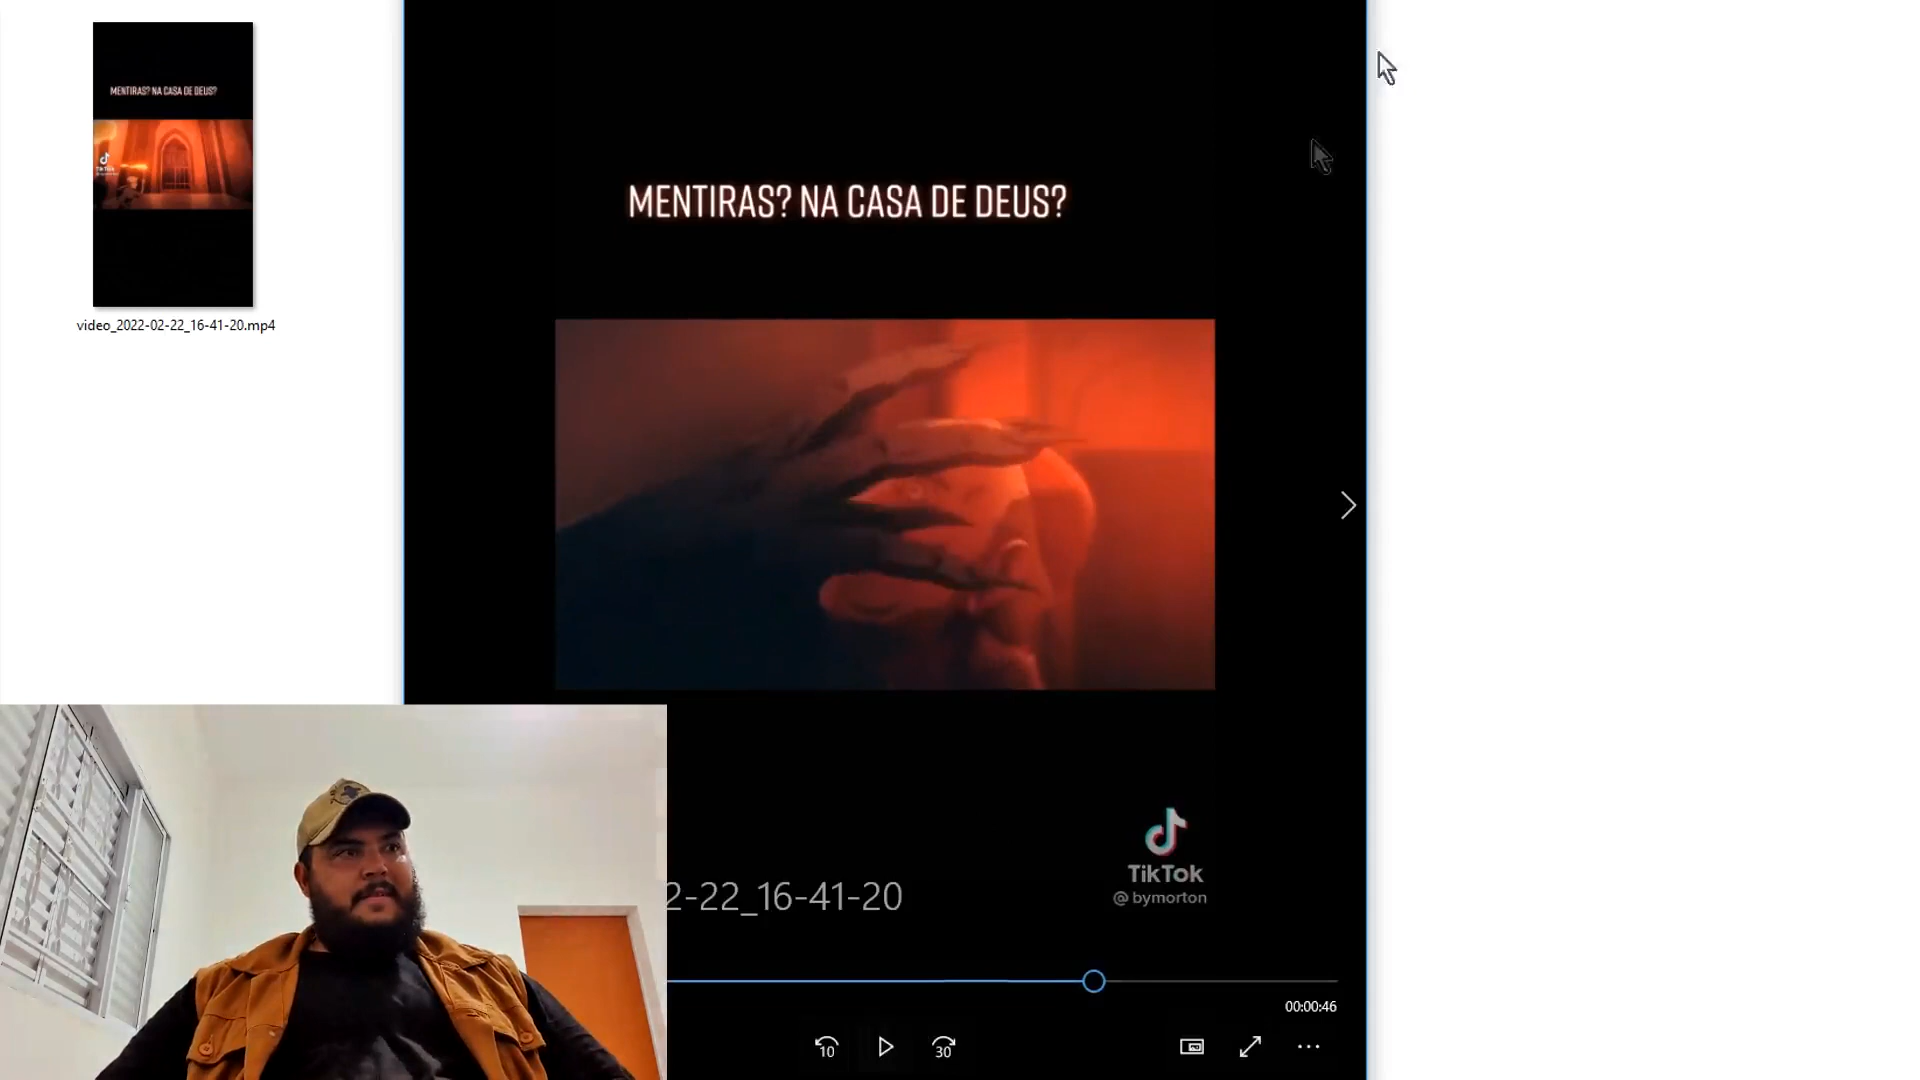 MENTIRAS? NA CASA DE DEUS?
video_2022-02-22_16-41-20.mp4
MENTIRAS? NA CASA DE DEUS?
TikTok
@bymorton
2-22_16-41-20
00:00:46
10
30